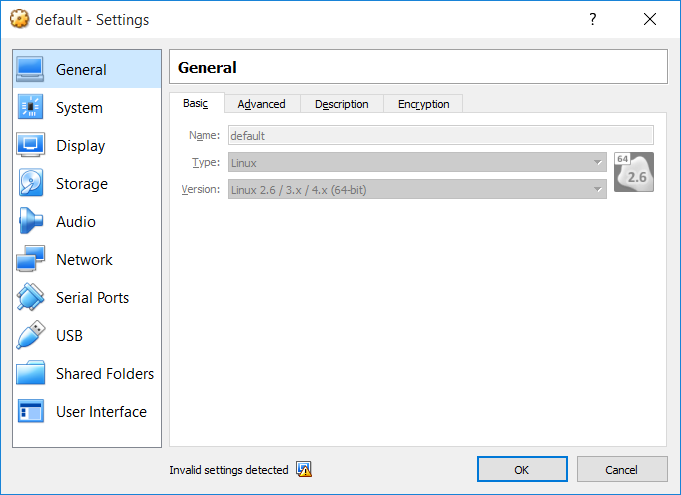 default - Settings
?
General
System
Display
Storage
Audio
Network
Serial Ports
USB
Shared Folders
User Interface
General
Basic Advanced Description Encryption
Name: default
Type: Linux
Version: Linux 2.6 / 3.x / 4.x (64-bit)
64
2.6
Invalid settings detected
OK Cancel